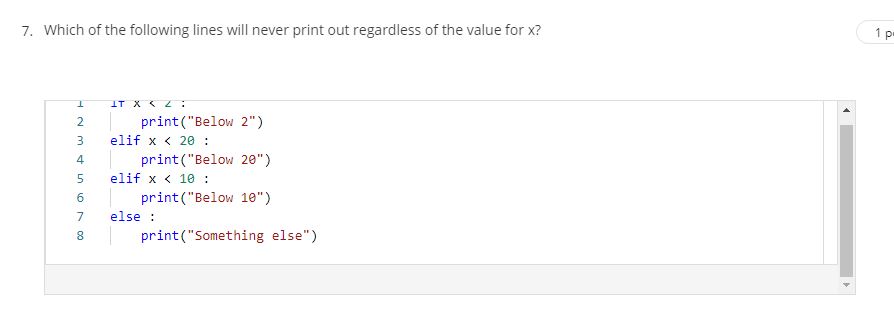 7. Which of the following lines will never print out regardless of the value for x?
1 p
1 if x < 2 :
2 print("Below 2")
3 elif x < 20 :
4 print("Below 20")
5 elif x < 10 :
6 print("Below 10")
7 else :
8 print("Something else")